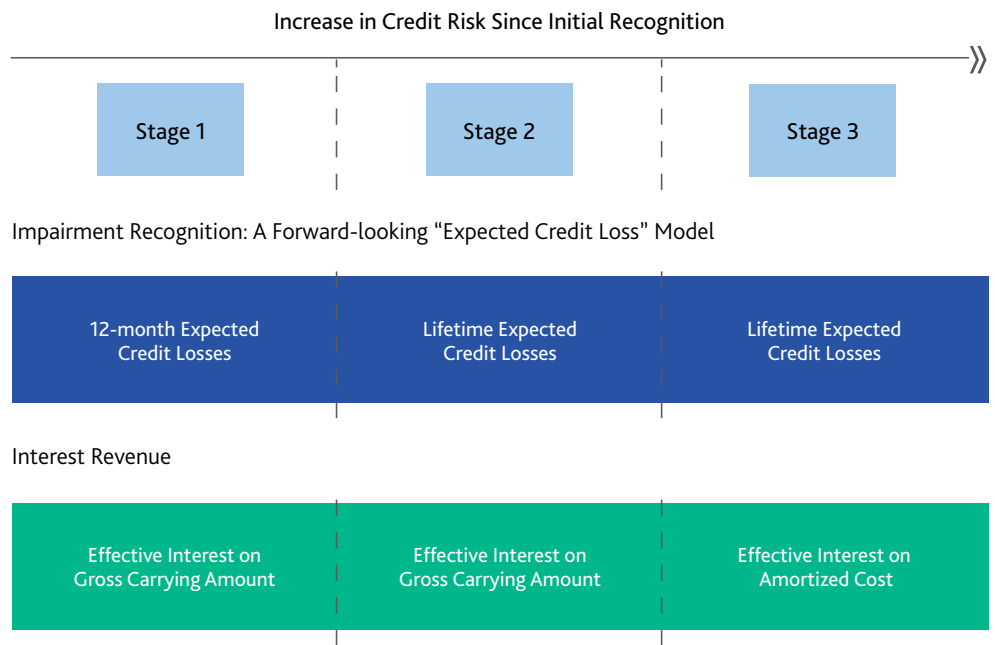 Increase in Credit Risk Since Initial Recognition
Stage 1
Stage 2
Stage 3
Impairment Recognition: A Forward-looking “Expected Credit Loss” Model
12-month Expected
Credit Losses
Lifetime Expected
Credit Losses
Lifetime Expected
Credit Losses
Interest Revenue
Effective Interest on
Gross Carrying Amount
Effective Interest on
Gross Carrying Amount
Effective Interest on
Amortized Cost